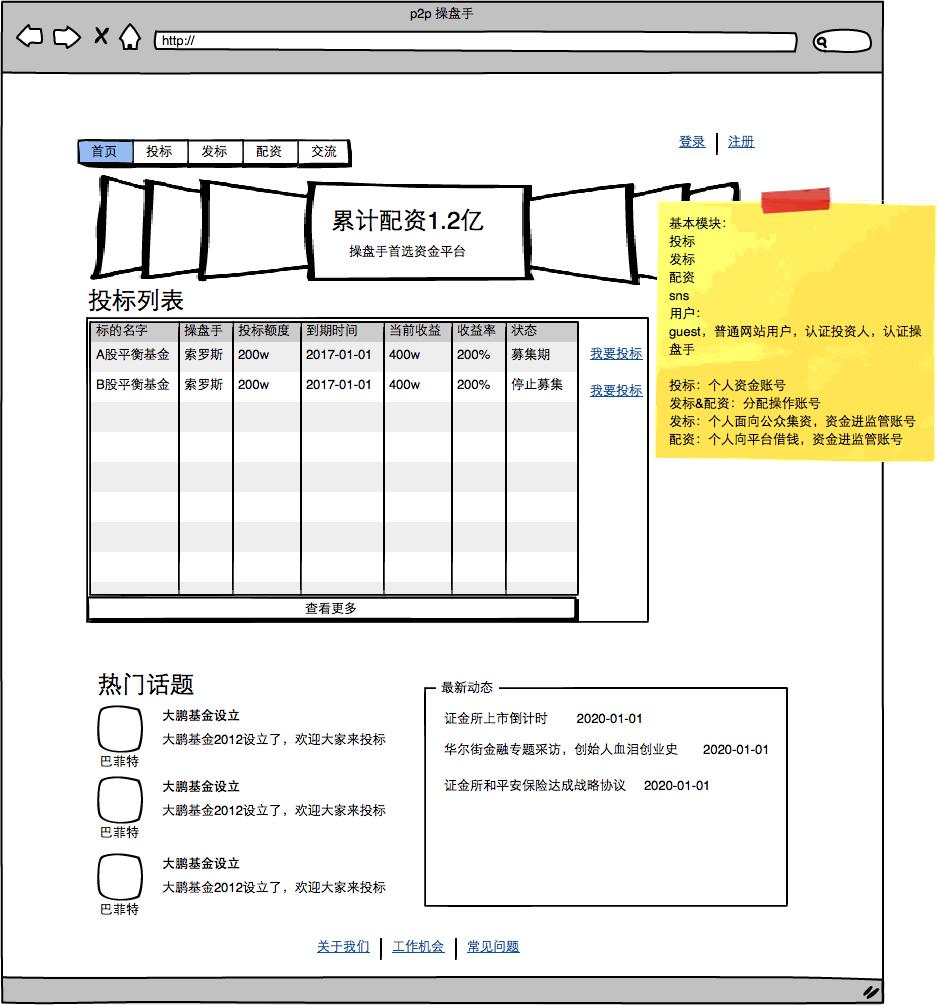 p2p 操盘手
http://
首页 投标 发标 配资 交流
登录 注册
累计配资1.2亿
操盘手首选资金平台
基本模块：
投标
发标
配资
sns
用户：
guest，普通网站用户，认证投资人，认证操
盘手
投标：个人资金账号
发标&配资：分配操作账号
发标：个人面向公众集资，资金进监管账号
配资：个人向平台借钱，资金进监管账号
投标列表
标的名字 操盘手 投标额度 到期时间 当前收益 收益率 状态
A股平衡基金 索罗斯 200w 2017-01-01 400w 200% 募集期 我要投标
B股平衡基金 索罗斯 200w 2017-01-01 400w 200% 停止募集 我要投标
查看更多
热门话题
大鹏基金设立
大鹏基金2012设立了，欢迎大家来投标
巴菲特
大鹏基金设立
大鹏基金2012设立了，欢迎大家来投标
巴菲特
大鹏基金设立
大鹏基金2012设立了，欢迎大家来投标
巴菲特
最新动态
证金所上市倒计时 2020-01-01
华尔街金融专题采访，创始人血泪创业史 2020-01-01
证金所和平安保险达成战略协议 2020-01-01
关于我们 工作机会 常见问题